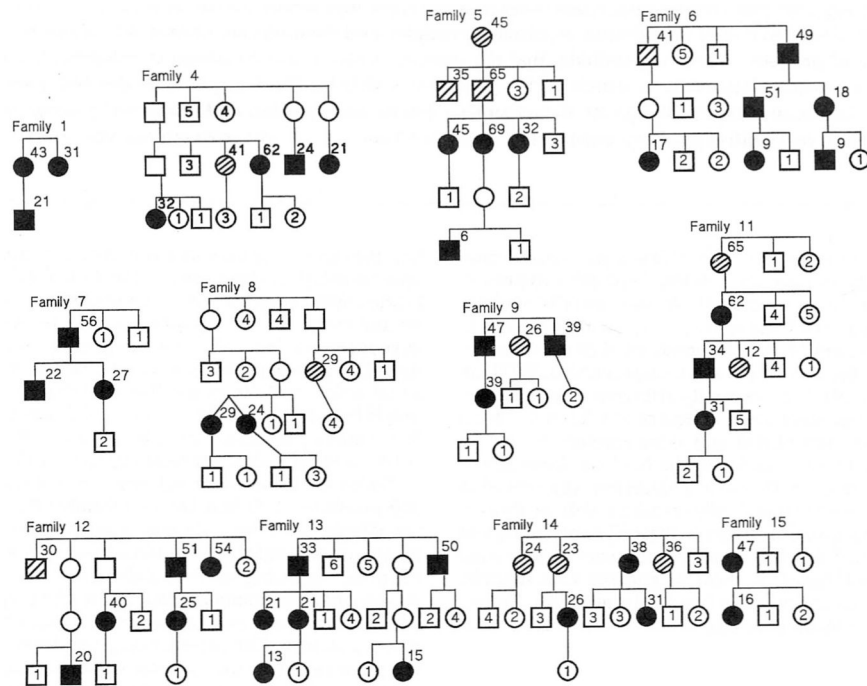 Family 1
43 31
21
Family 4
5 4
3 41 62 24 21
32 1 1 3 1 2
Family 5
45
35 65 3 1
45 69 32 3
1 2
6 1
Family 6
41 5 1 49
1 3 51 18
17 2 2 9 1 9 1
Family 7
56 1 1
22 27
2
Family 8
4 4
3 2 29 4 1
29 24 1 1 4
1 1 1 3
Family 9
47 26 39
39 1 1 2
1 1
Family 11
65 1 2
62 4 5
34 12 4 1
31 5
2 1
Family 12
30 51 54 2
40 2 25 1
1 20 1 1
Family 13
33 6 5 50
21 21 1 4 2 2 4
13 1 1 15
Family 14
24 23 38 36 3
4 2 3 26 3 3 31 1 2
1
Family 15
47 1 1
16 1 2